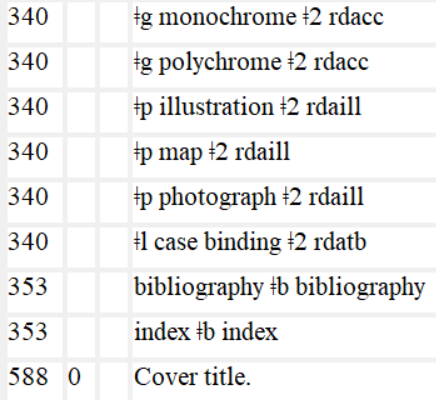 340 ǂg monochrome ǂ2 rdacc
340 ǂg polychrome ǂ2 rdacc
340 ǂp illustration ǂ2 rdaill
340 ǂp map ǂ2 rdaill
340 ǂp photograph ǂ2 rdaill
340 ǂl case binding ǂ2 rdatb
353 bibliography ǂb bibliography
353 index ǂb index
588 0 Cover title.